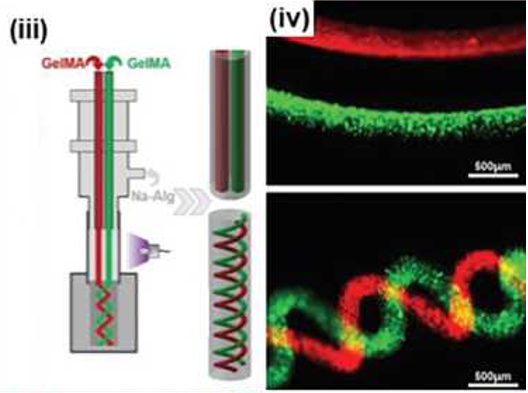 (iii)
GelMA GelMA
Na-Alg
(iv)
500μm
500μm